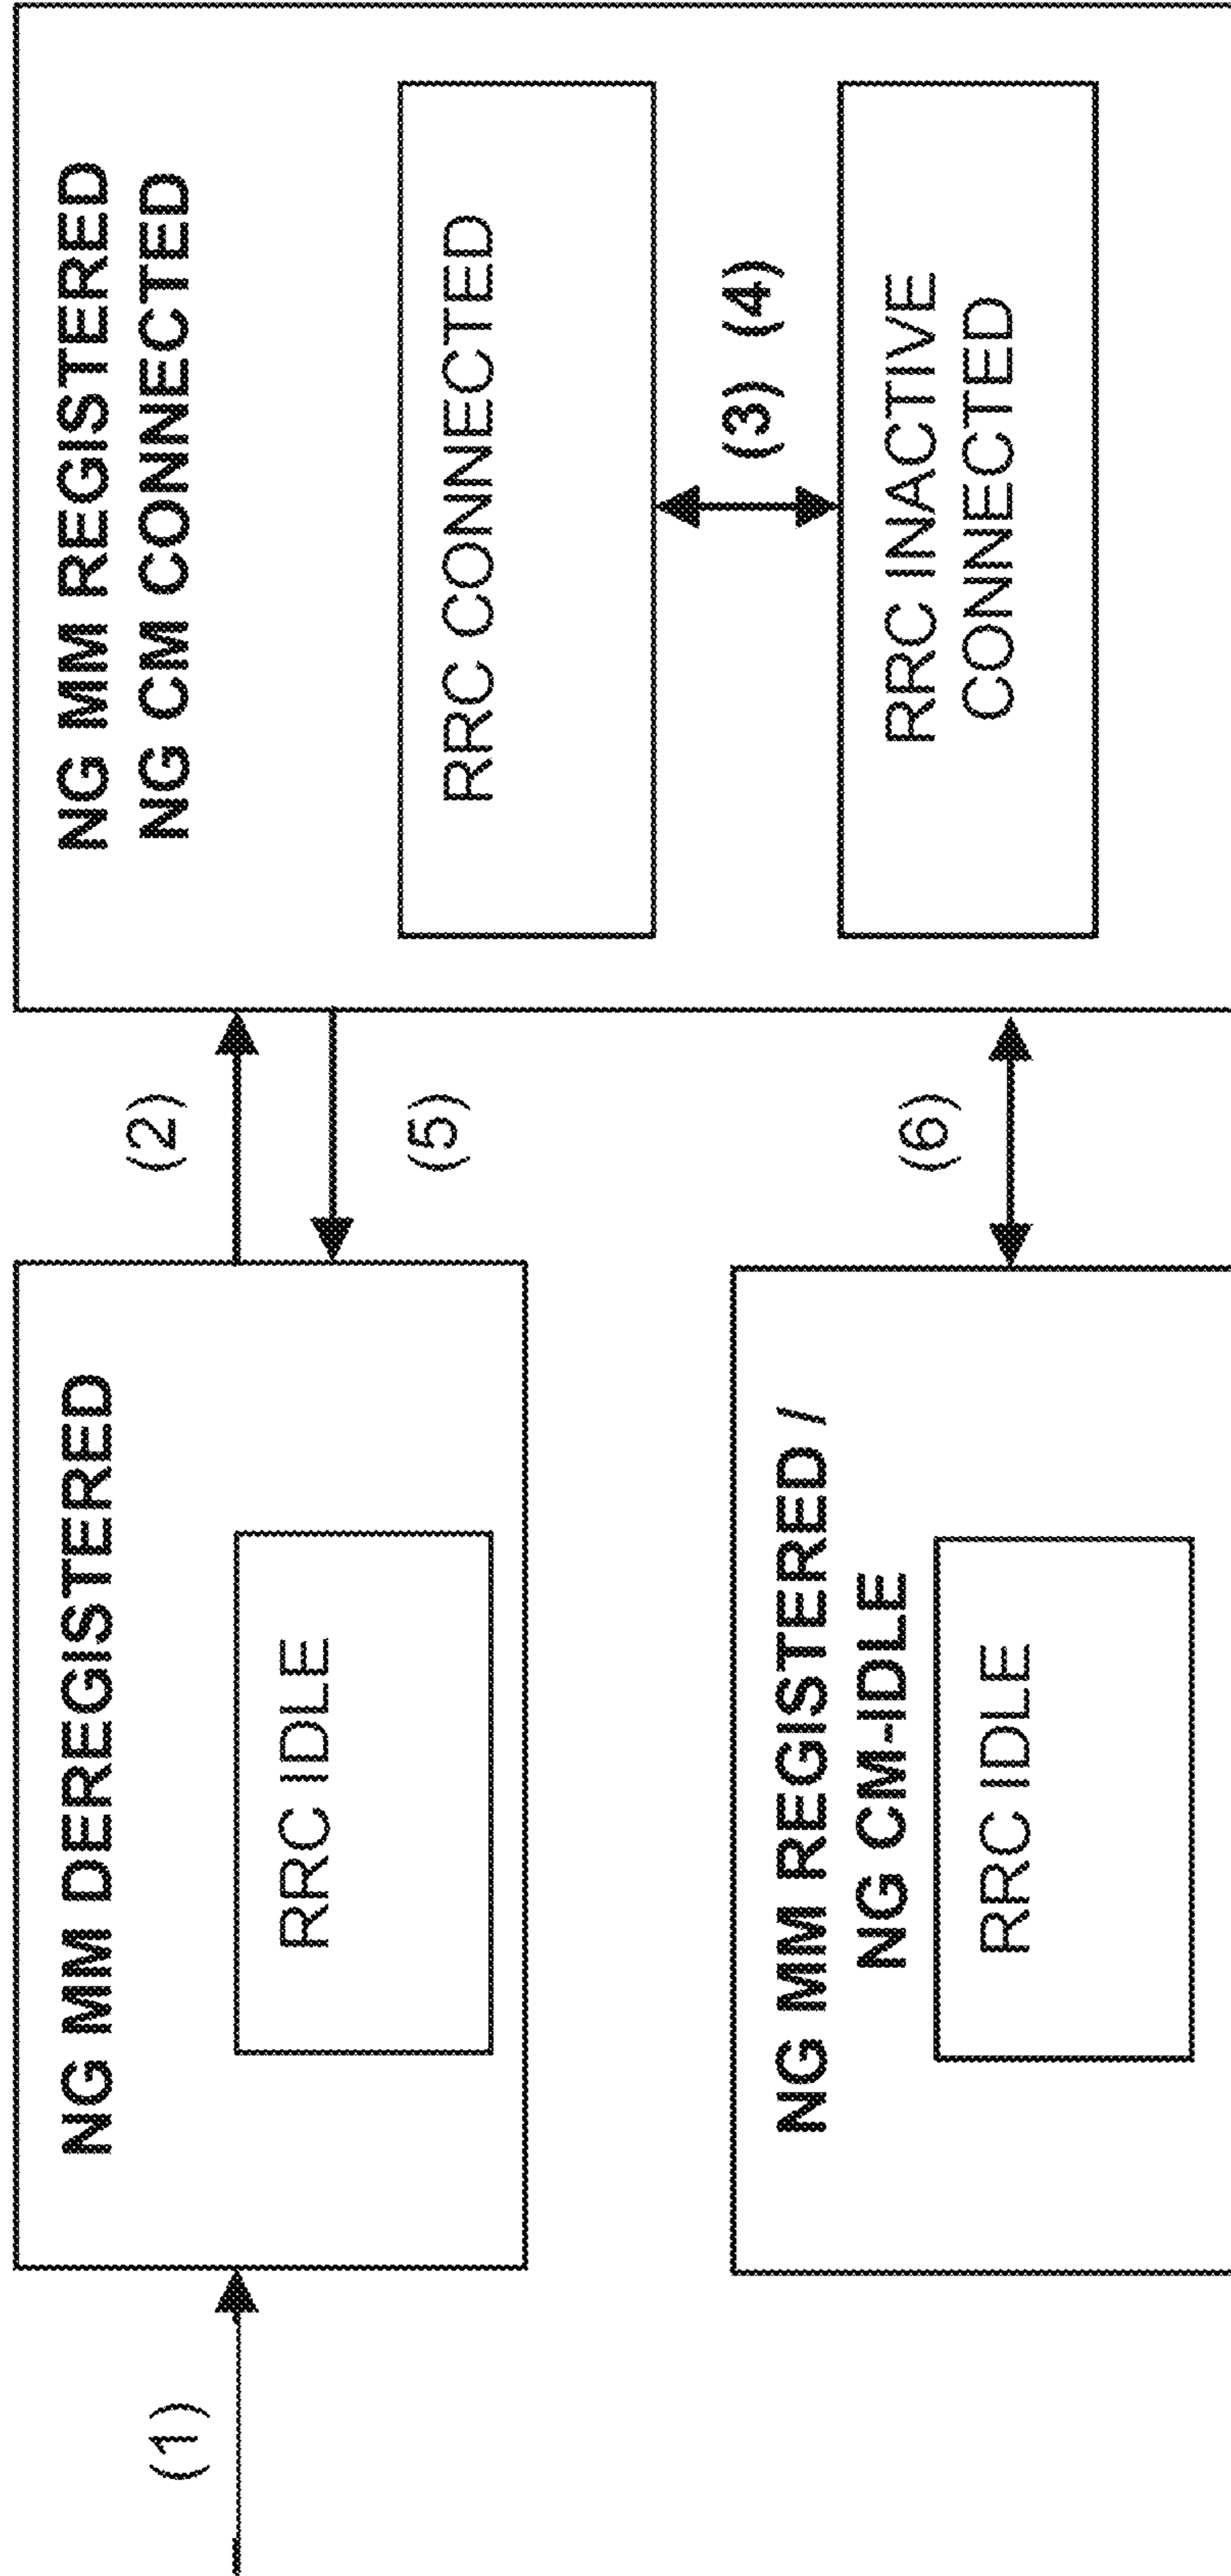 (1)
NG MM DEREGISTERED
RRC IDLE
(2)
(5)
NG MM REGISTERED /
NG CM-IDLE
RRC IDLE
(6)
NG MM REGISTERED
NG CM CONNECTED
RRC CONNECTED
(3) (4)
RRC INACTIVE
CONNECTED